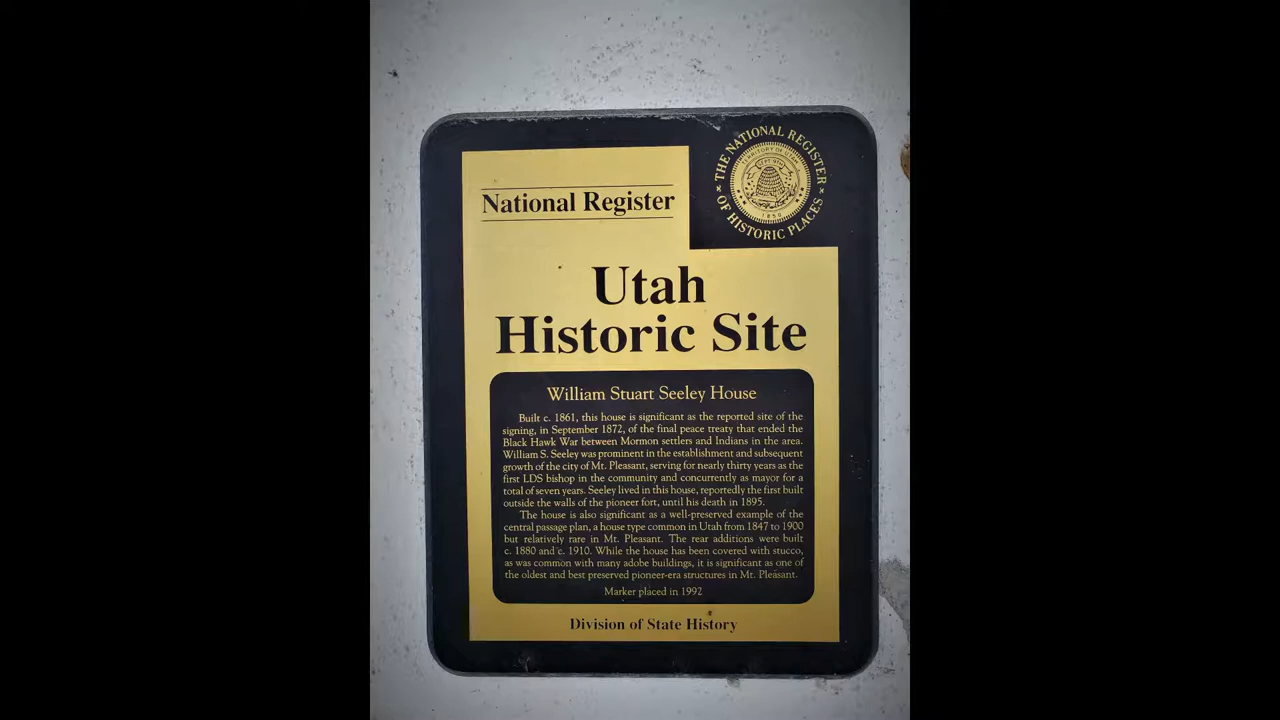 THE NATIONAL REGISTER
OF HISTORIC PLACES
TERRITORY OF UTAH
SEPT. 9TH
1850
National Register
Utah
Historic Site
William Stuart Seeley House
Built c. 1861, this house is significant as the reported site of the
signing, in September 1872, of the final peace treaty that ended the
Black Hawk War between Mormon settlers and Indians in the area.
William S. Seeley was prominent in the establishment and subsequent
growth of the city of Mt. Pleasant, serving for nearly thirty years as the
first LDS bishop in the community and concurrently as mayor for a
total of seven years. Seeley lived in this house, reportedly the first built
outside the walls of the pioneer fort, until his death in 1895.
The house is also significant as a well-preserved example of the
central passage plan, a house type common in Utah from 1847 to 1900
but relatively rare in Mt. Pleasant. The rear additions were built
c. 1880 and c. 1910. While the house has been covered with stucco,
as was common with many adobe buildings, it is significant as one of
the oldest and best preserved pioneer-era structures in Mt. Pleasant.
Marker placed in 1992
Division of State History